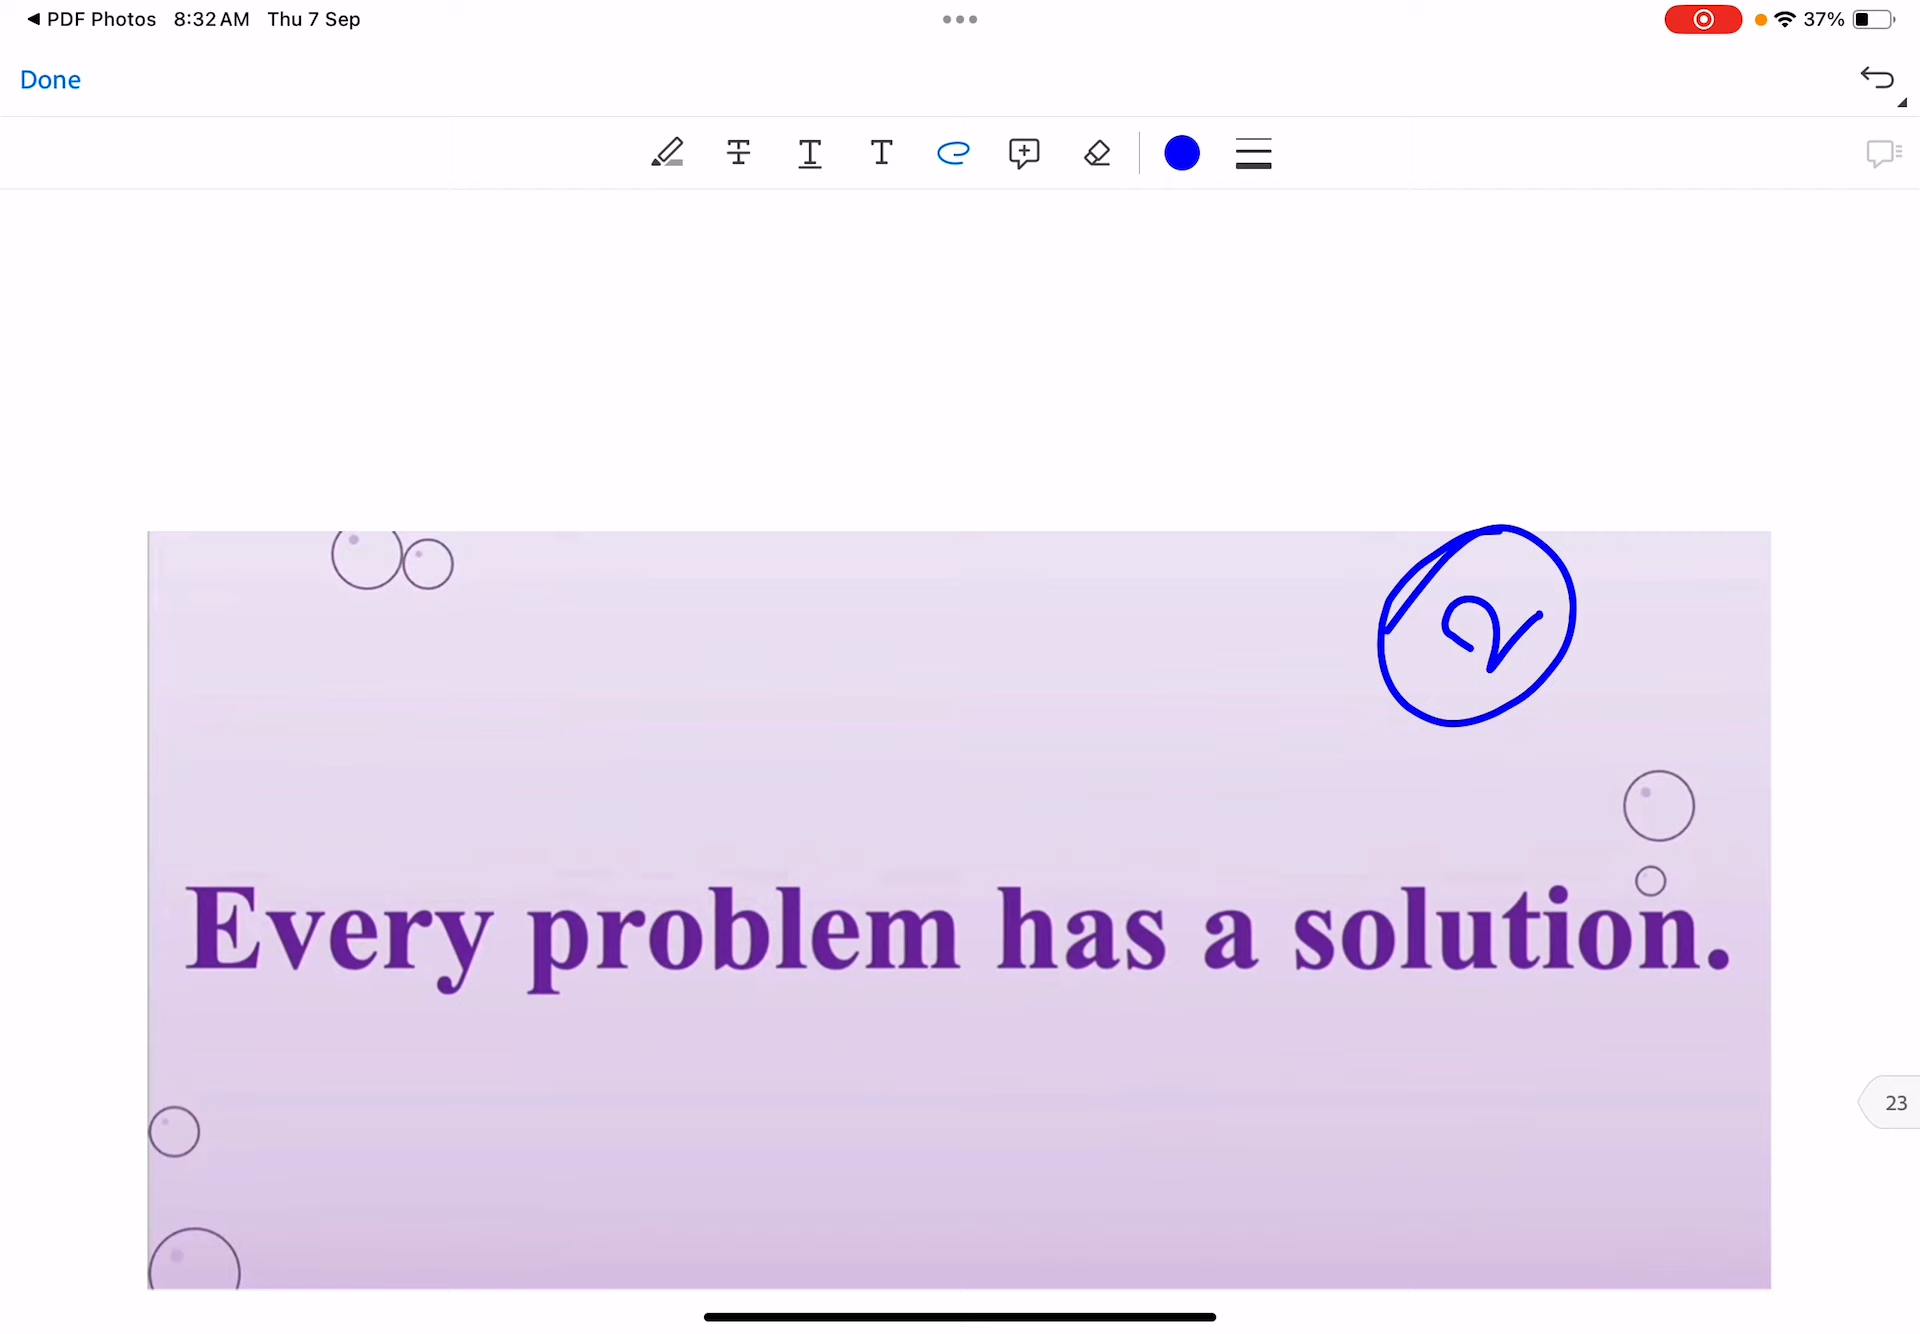 PDF Photos 8:32 AM Thu 7 Sep
37%
Done
2
Every problem has a solution.
23